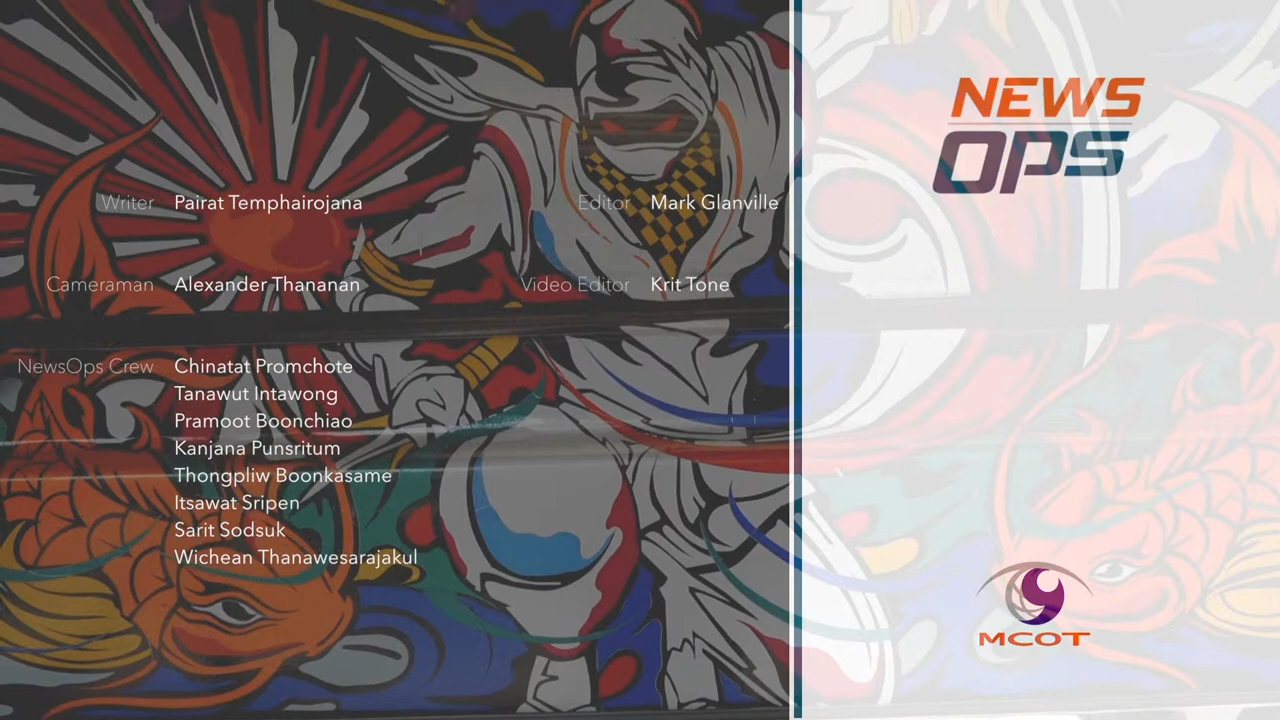 Writer Pairat Temphairojana
Editor Mark Glanville
Cameraman Alexander Thananan
Video Editor Krit Tone
NewsOps Crew Chinatat Promchote
Tanawut Intawong
Pramoot Boonchiao
Kanjana Punsritum
Thongpliw Boonkasame
Itsawat Sripen
Sarit Sodsuk
Wichean Thanawesarajakul
NEWS
OPS
MCOT